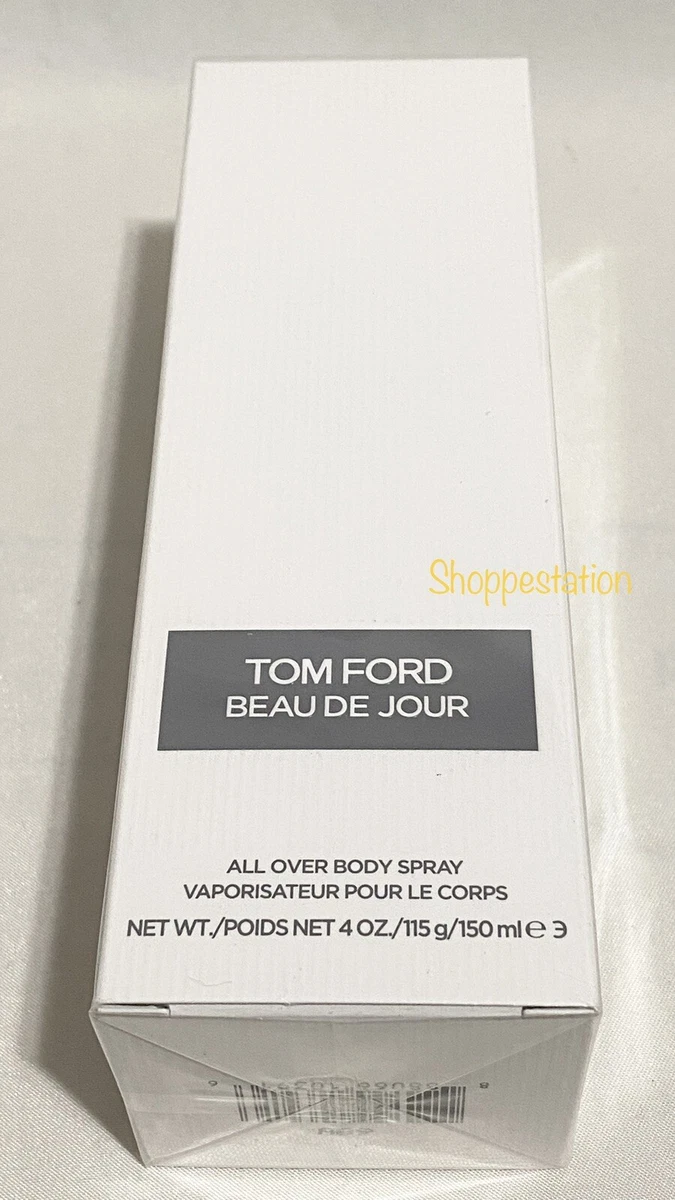 Shoppestation
TOM FORD
BEAU DE JOUR
ALL OVER BODY SPRAY
VAPORISATEUR POUR LE CORPS
NET WT./POIDS NET 4 OZ./115 g/150 ml ℮ Э